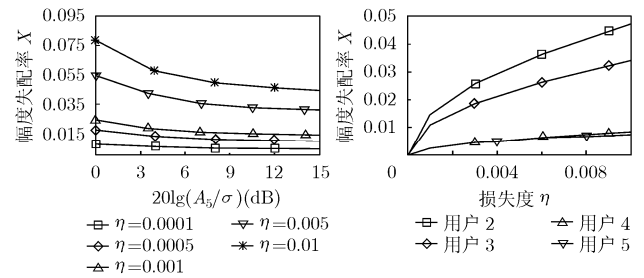 幅度失配率 X
0.095
0.075
0.055
0.035
0.015
0 4 8 12 15
20lg(A5/σ)(dB)
η=0.0001
η=0.005
η=0.0005
η=0.01
η=0.001
幅度失配率 X
0.05
0.04
0.03
0.02
0.01
0 0.004 0.008
损失度 η
用户 2
用户 4
用户 3
用户 5